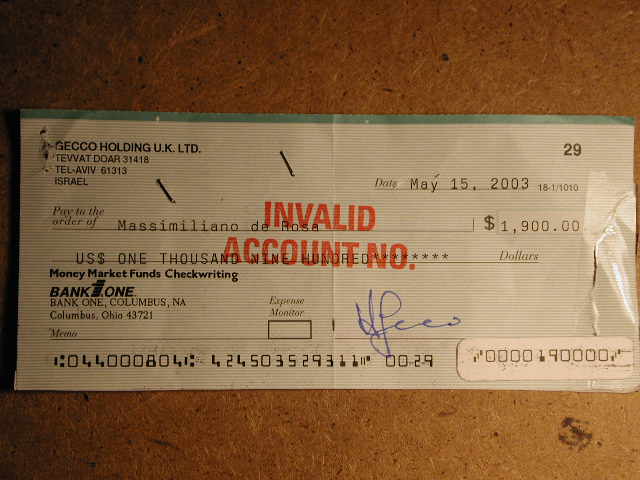 GECCO HOLDING U.K. LTD.
29
TEVVAT DOAR 31418
TEL-AVIV 61313
ISRAEL
Date May 15, 2003 18-1/1010
Pay to the
order of Massimiliano de Rosa $ 1,900.00
INVALID
ACCOUNT NO.
US$ ONE THOUSAND NINE HUNDRED******** Dollars
Money Market Funds Checkwriting
BANK ONE.
BANK ONE, COLUMBUS, NA
Columbus, Ohio 43721
Expense
Monitor
Memo
Gecco
⑆044000804⑆ 424503529311⑈ 0029 ⑇0000190000⑇